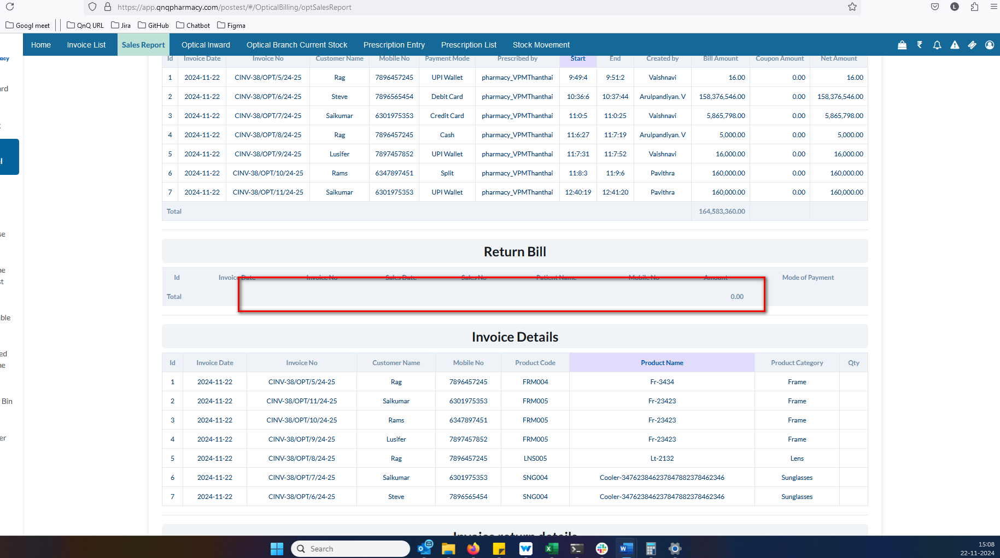 https://app.qnqpharmacy.com/postest/#/OpticalBilling/optSalesReport
L
Googl meet QnQ URL Jira GitHub Chatbot Figma
Home Invoice List Sales Report Optical Inward Optical Branch Current Stock Prescription Entry Prescription List Stock Movement
Id Invoice Date Invoice No Customer Name Mobile No Payment Mode Prescribed by Start End Created by Bill Amount Coupon Amount Net Amount
1 2024-11-22 CINV-38/OPT/5/24-25 Rag 7896457245 UPI Wallet pharmacy_VPMThanthai 9:49:4 9:51:2 Vaishnavi 16.00 0.00 16.00
2 2024-11-22 CINV-38/OPT/6/24-25 Steve 7896565454 Debit Card pharmacy_VPMThanthai 10:36:6 10:37:44 Arulpandiyan. V 158,376,546.00 0.00 158,376,546.00
3 2024-11-22 CINV-38/OPT/7/24-25 Saikumar 6301975353 Credit Card pharmacy_VPMThanthai 11:0:5 11:0:25 Vaishnavi 5,865,798.00 0.00 5,865,798.00
4 2024-11-22 CINV-38/OPT/8/24-25 Rag 7896457245 Cash pharmacy_VPMThanthai 11:6:27 11:7:19 Arulpandiyan. V 5,000.00 0.00 5,000.00
5 2024-11-22 CINV-38/OPT/9/24-25 Lusifer 7897457852 UPI Wallet pharmacy_VPMThanthai 11:7:31 11:7:52 Vaishnavi 16,000.00 0.00 16,000.00
6 2024-11-22 CINV-38/OPT/10/24-25 Rams 6347897451 Split pharmacy_VPMThanthai 11:8:3 11:9:6 Pavithra 160,000.00 0.00 160,000.00
7 2024-11-22 CINV-38/OPT/11/24-25 Saikumar 6301975353 UPI Wallet pharmacy_VPMThanthai 12:40:19 12:41:20 Pavithra 160,000.00 0.00 160,000.00
Total 164,583,360.00
Return Bill
Id Invoice Date Invoice No Sales Date Sales No Patient Name Mobile No Amount Mode of Payment
Total 0.00
Invoice Details
Id Invoice Date Invoice No Customer Name Mobile No Product Code Product Name Product Category Qty
1 2024-11-22 CINV-38/OPT/5/24-25 Rag 7896457245 FRM004 Fr-3434 Frame
2 2024-11-22 CINV-38/OPT/11/24-25 Saikumar 6301975353 FRM005 Fr-23423 Frame
3 2024-11-22 CINV-38/OPT/10/24-25 Rams 6347897451 FRM005 Fr-23423 Frame
4 2024-11-22 CINV-38/OPT/9/24-25 Lusifer 7897457852 FRM005 Fr-23423 Frame
5 2024-11-22 CINV-38/OPT/8/24-25 Rag 7896457245 LNS005 Lt-2132 Lens
6 2024-11-22 CINV-38/OPT/7/24-25 Saikumar 6301975353 SNG004 Cooler-347623846237847882378462346 Sunglasses
7 2024-11-22 CINV-38/OPT/6/24-25 Steve 7896565454 SNG004 Cooler-347623846237847882378462346 Sunglasses
Invoice return details
acy
rd
l
se
ne
st
ble
ed
ne
Bin
er
Search
15:08
22-11-2024